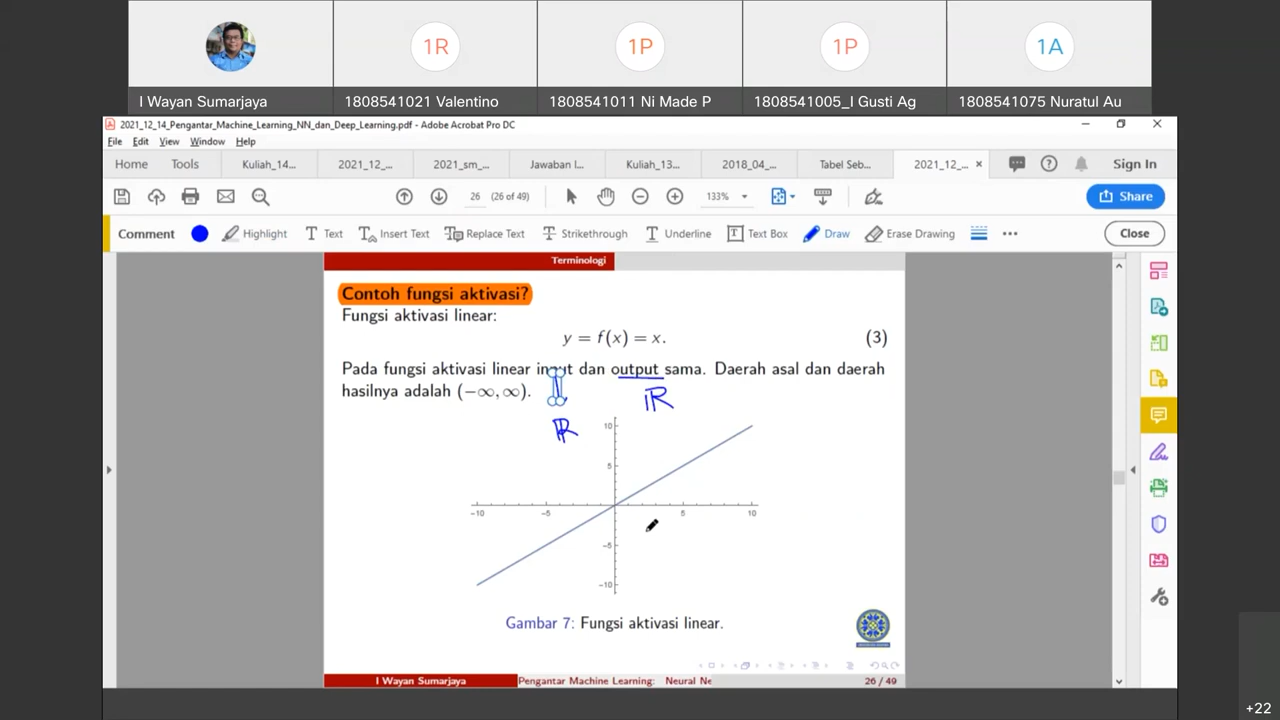 1R
1P
1P
1A
I Wayan Sumarjaya
1808541021 Valentino
1808541011 Ni Made P
1808541005_I Gusti Ag
1808541075 Nuratul Au
2021_12_14_Pengantar_Machine_Learning_NN_dan_Deep_Learning.pdf - Adobe Acrobat Pro DC
File Edit View Window Help
Home Tools Kuliah_14... 2021_12_... 2021_sm_... Jawaban I... Kuliah_13... 2018_04_... Tabel Seb... 2021_12_... × Sign In
26 (26 of 49) 133% Share
Comment Highlight Text Insert Text Replace Text Strikethrough Underline Text Box Draw Erase Drawing Close
Terminologi
Contoh fungsi aktivasi?
Fungsi aktivasi linear:
y = f(x) = x. (3)
Pada fungsi aktivasi linear input dan output sama. Daerah asal dan daerah
hasilnya adalah (−∞, ∞).
ℝ
ℝ
10
5
-10 -5 5 10
-5
-10
Gambar 7: Fungsi aktivasi linear.
I Wayan Sumarjaya Pengantar Machine Learning: Neural Ne 26 / 49
+22